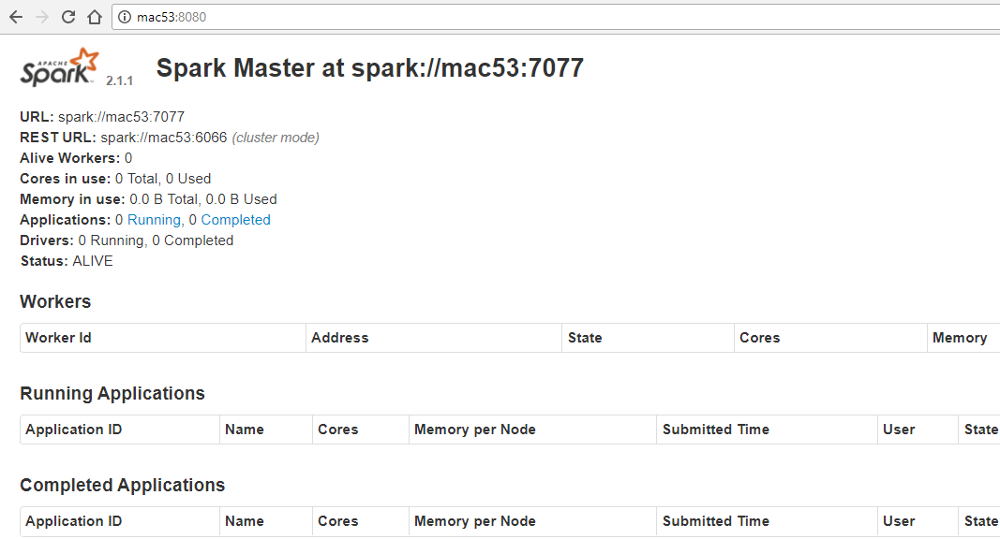 mac53:8080
APACHE
Spark 2.1.1 Spark Master at spark://mac53:7077
URL: spark://mac53:7077
REST URL: spark://mac53:6066 (cluster mode)
Alive Workers: 0
Cores in use: 0 Total, 0 Used
Memory in use: 0.0 B Total, 0.0 B Used
Applications: 0 Running, 0 Completed
Drivers: 0 Running, 0 Completed
Status: ALIVE
Workers
Worker Id Address State Cores Memory
Running Applications
Application ID Name Cores Memory per Node Submitted Time User State
Completed Applications
Application ID Name Cores Memory per Node Submitted Time User State